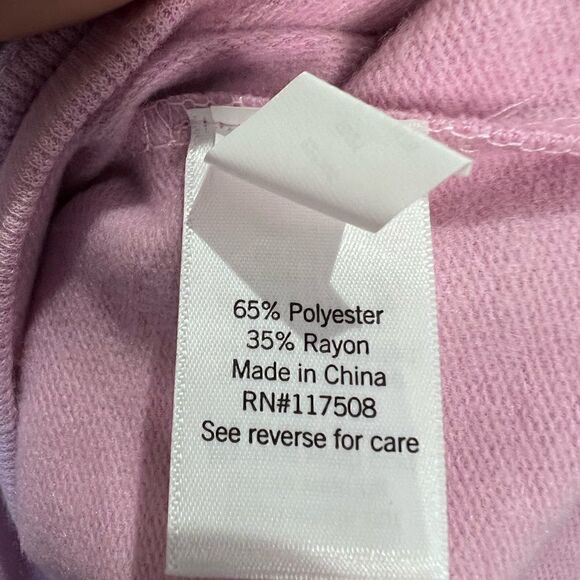 65% Polyester
35% Rayon
Made in China
RN#117508
See reverse for care